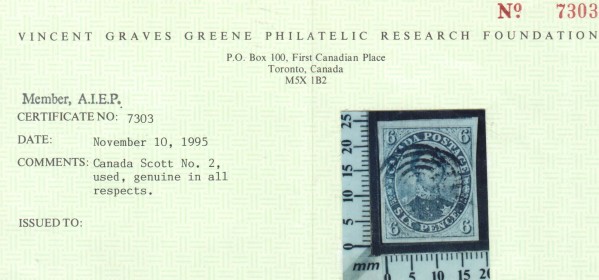 Nº 7303
VINCENT GRAVES GREENE PHILATELIC RESEARCH FOUNDATION
P.O. Box 100, First Canadian Place
Toronto, Canada
M5X 1B2
Member, A.I.E.P.
CERTIFICATE NO: 7303
DATE: November 10, 1995
COMMENTS: Canada Scott No. 2,
used, genuine in all
respects.
ISSUED TO:
0 5 10 15 20 25
6 CANADA POSTAGE 6
6 SIX PENCE 6
mm 0 5 10 15 20